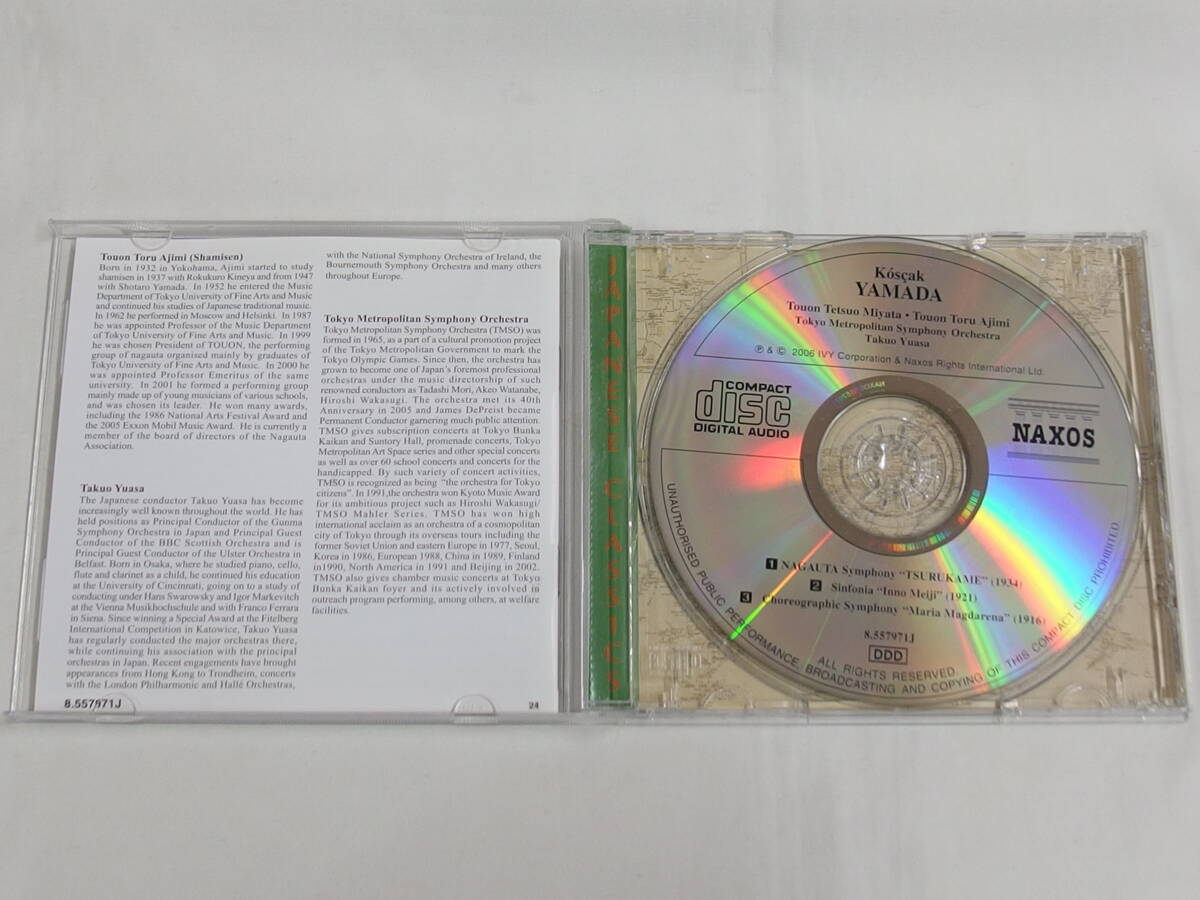 Touon Toru Ajimi (Shamisen)
Born in 1932 in Yokohama, Ajimi started to study
shamisen in 1937 with Rokukuro Kineya and from 1947
with Shotaro Yamada. In 1952 he entered the Music
Department of Tokyo University of Fine Arts and Music
and continued his studies of Japanese traditional music.
In 1962 he performed in Moscow and Helsinki. In 1987
he was appointed Professor of the Music Department
of Tokyo University of Fine Arts and Music. In 1999
he was chosen President of TOUON, the performing
group of nagauta organised mainly by graduates of
Tokyo University of Fine Arts and Music. In 2000 he
was appointed Professor Emeritus of the same
university. In 2001 he formed a performing group
mainly made up of young musicians of various schools,
and was chosen its leader. He won many awards,
including the 1986 National Arts Festival Award and
the 2005 Exxon Mobil Music Award. He is currently a
member of the board of directors of the Nagauta
Association.
Takuo Yuasa
The Japanese conductor Takuo Yuasa has become
increasingly well known throughout the world. He has
held positions as Principal Conductor of the Gunma
Symphony Orchestra in Japan and Principal Guest
Conductor of the BBC Scottish Orchestra and is
Principal Guest Conductor of the Ulster Orchestra in
Belfast. Born in Osaka, where he studied piano, cello,
flute and clarinet as a child, he continued his education
at the University of Cincinnati, going on to a study of
conducting under Hans Swarowsky and Igor Markevitch
at the Vienna Musikhochschule and with Franco Ferrara
in Siena. Since winning a Special Award at the Fitelberg
International Competition in Katowice, Takuo Yuasa
has regularly conducted the major orchestras there,
while continuing his association with the principal
orchestras in Japan. Recent engagements have brought
appearances from Hong Kong to Trondheim, concerts
with the London Philharmonic and Hallé Orchestras,
with the National Symphony Orchestra of Ireland, the
Bournemouth Symphony Orchestra and many others
throughout Europe.
Tokyo Metropolitan Symphony Orchestra
Tokyo Metropolitan Symphony Orchestra (TMSO) was
formed in 1965, as a part of a cultural promotion project
of the Tokyo Metropolitan Government to mark the
Tokyo Olympic Games. Since then, the orchestra has
grown to become one of Japan's foremost professional
orchestras under the music directorship of such
renowned conductors as Tadashi Mori, Akeo Watanabe,
Hiroshi Wakasugi. The orchestra met its 40th
Anniversary in 2005 and James DePreist became
Permanent Conductor garnering much public attention.
TMSO gives subscription concerts at Tokyo Bunka
Kaikan and Suntory Hall, promenade concerts, Tokyo
Metropolitan Art Space series and other special concerts
as well as over 60 school concerts and concerts for the
handicapped. By such variety of concert activities,
TMSO is recognized as being "the orchestra for Tokyo
citizens". In 1991,the orchestra won Kyoto Music Award
for its ambitious project such as Hiroshi Wakasugi/
TMSO Mahler Series. TMSO has won high
international acclaim as an orchestra of a cosmopolitan
city of Tokyo through its overseas tours including the
former Soviet Union and eastern Europe in 1977, Seoul,
Korea in 1986, European 1988, China in 1989, Finland
in1990, North America in 1991 and Beijing in 2002.
TMSO also gives chamber music concerts at Tokyo
Bunka Kaikan foyer and its actively involved in
outreach program performing, among others, at welfare
facilities.
8.557971J
24
JAPANESE CLASSICS
Kósçak
YAMADA
Touon Tetsuo Miyata • Touon Toru Ajimi
Tokyo Metropolitan Symphony Orchestra
Takuo Yuasa
℗ & © 2006 IVY Corporation & Naxos Rights International Ltd.
COMPACT
disc
DIGITAL AUDIO
NAXOS
1 NAGAUTA Symphony "TSURUKAME" (1934)
2 Sinfonia "Inno Meiji" (1921)
3 Choreographic Symphony "Maria Magdarena" (1916)
8.557971J
DDD
ALL RIGHTS RESERVED.
UNAUTHORISED PUBLIC PERFORMANCE, BROADCASTING AND COPYING OF THIS COMPACT DISC PROHIBITED.